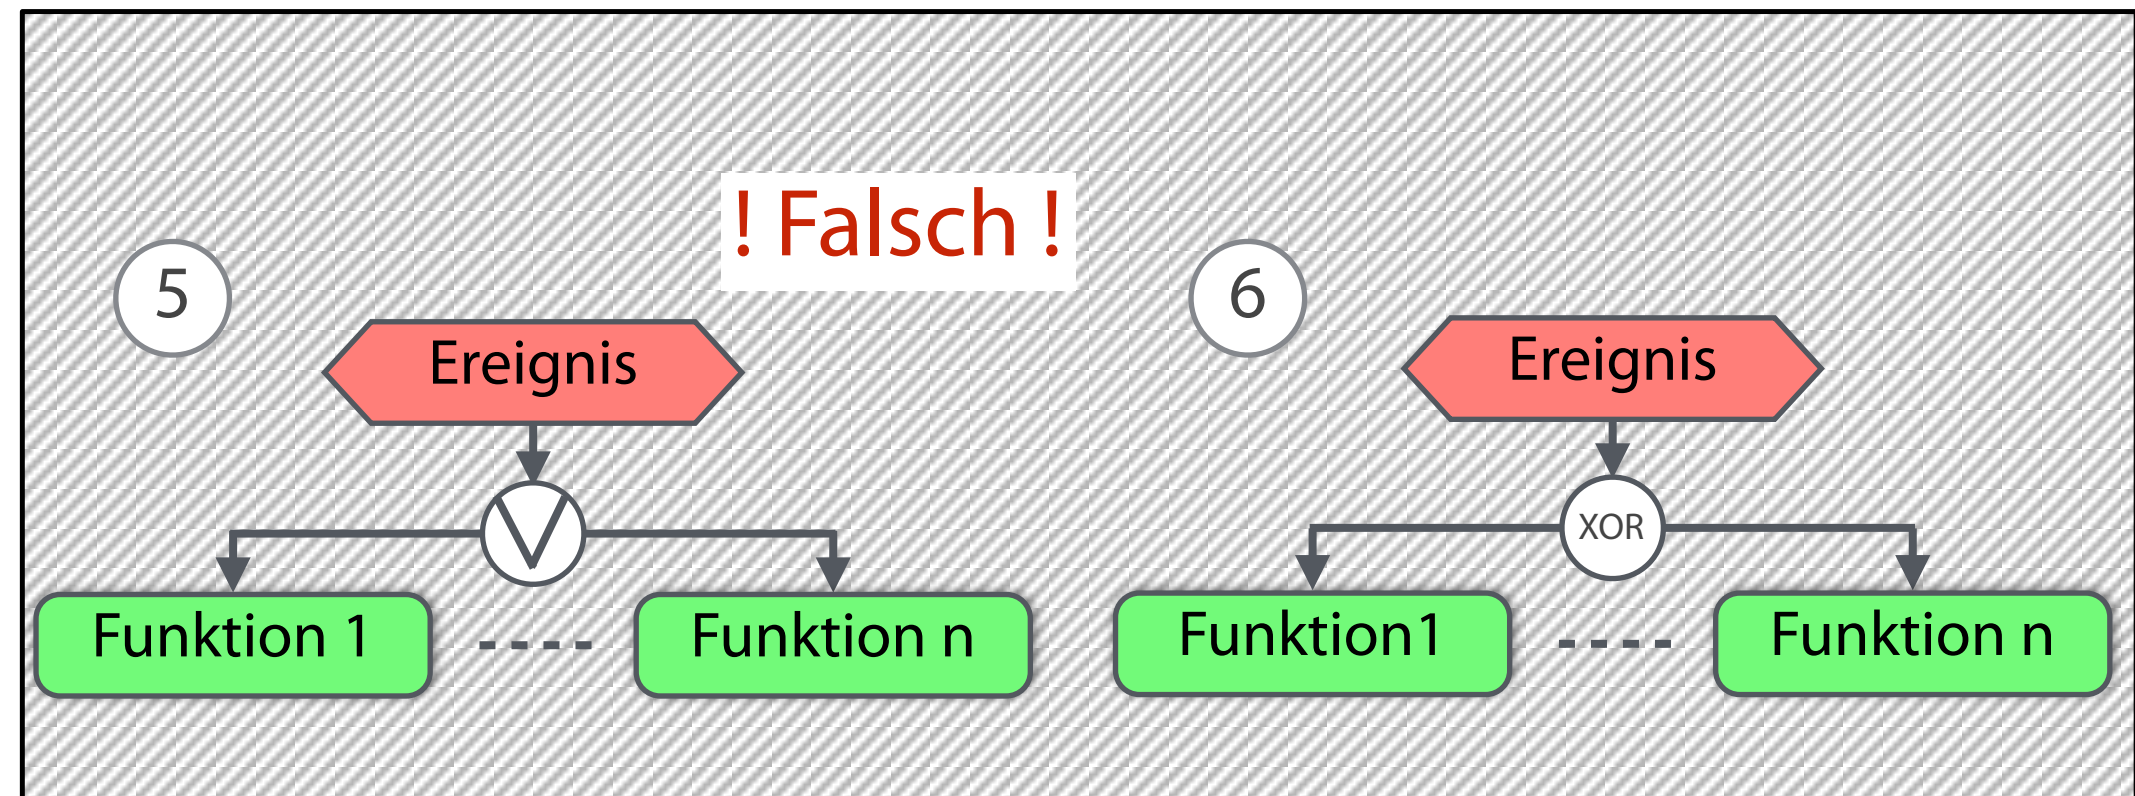 ! Falsch !
5
6
Ereignis
Ereignis
V
XOR
Funktion 1
Funktion n
Funktion1
Funktion n